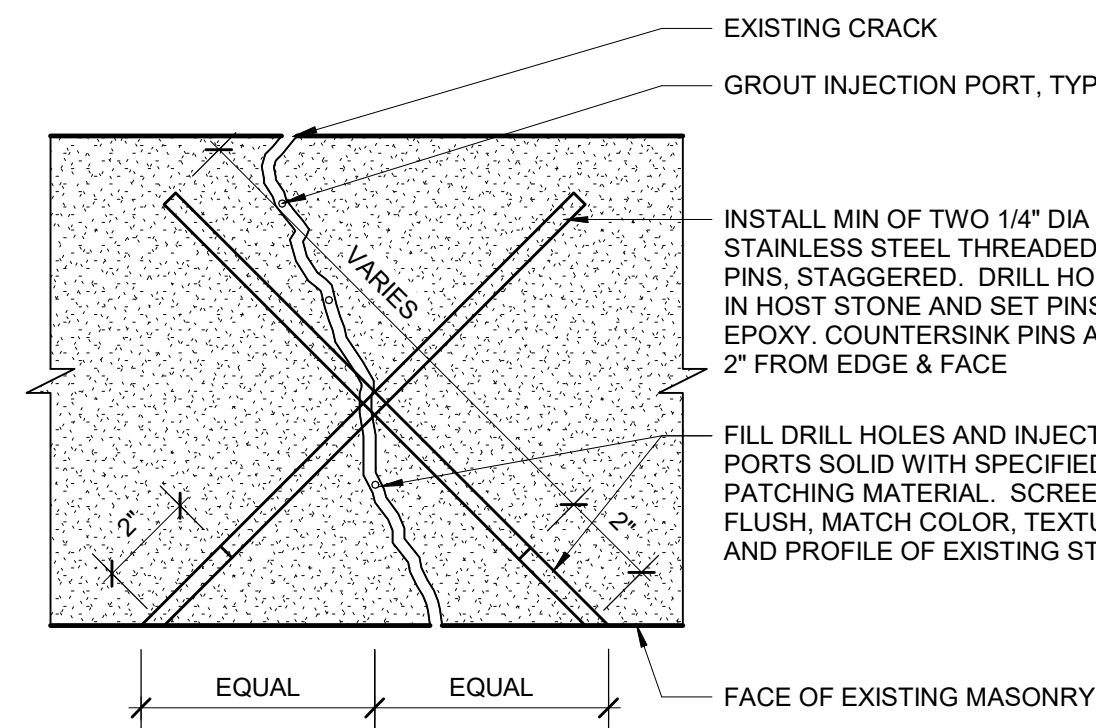 EXISTING CRACK
GROUT INJECTION PORT, TYP
INSTALL MIN OF TWO 1/4" DIA
STAINLESS STEEL THREADED
PINS, STAGGERED. DRILL HO
IN HOST STONE AND SET PINS
EPOXY. COUNTERSINK PINS A
2" FROM EDGE & FACE
VARIES
FILL DRILL HOLES AND INJECT
PORTS SOLID WITH SPECIFIED
PATCHING MATERIAL. SCREE
FLUSH, MATCH COLOR, TEXTU
AND PROFILE OF EXISTING ST
2"
2"
EQUAL
EQUAL
FACE OF EXISTING MASONRY